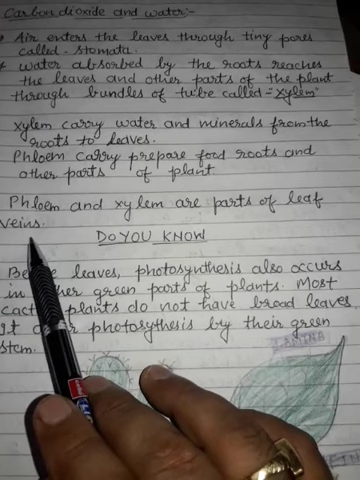 Carbon dioxide and water:-
Air enters the leaves through tiny pores
called - stomata.
* water absorbed by the roots reaches
the leaves and other parts of the plant
through bundles of tube called = xylem"
xylem carry water and minerals from the
roots to leaves.
Phloem carry prepare food roots and
other parts of plant
Phloem and xylem are parts of leaf
veins.
DO YOU KNOW
leaves, photosynthesis also occurs
in green parts of plants. Most
plants do not have broad leaves
photosythesis by their green
stem.
LAMINA